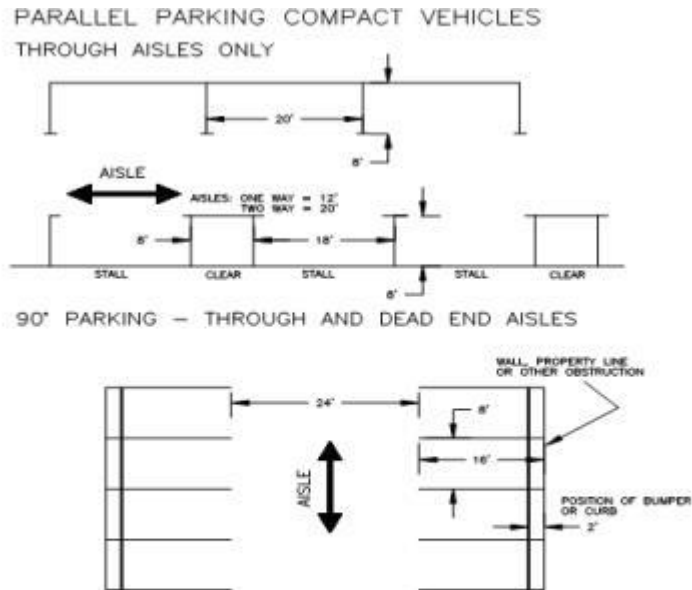 PARALLEL PARKING COMPACT VEHICLES
THROUGH AISLES ONLY
20'
8'
AISLE
AISLES: ONE WAY = 12'
TWO WAY = 20'
8'
18'
STALL
CLEAR
STALL
STALL
CLEAR
8'
90° PARKING – THROUGH AND DEAD END AISLES
WALL, PROPERTY LINE
OR OTHER OBSTRUCTION
24'
8'
16'
AISLE
POSITION OF BUMPER
OR CURB
2'